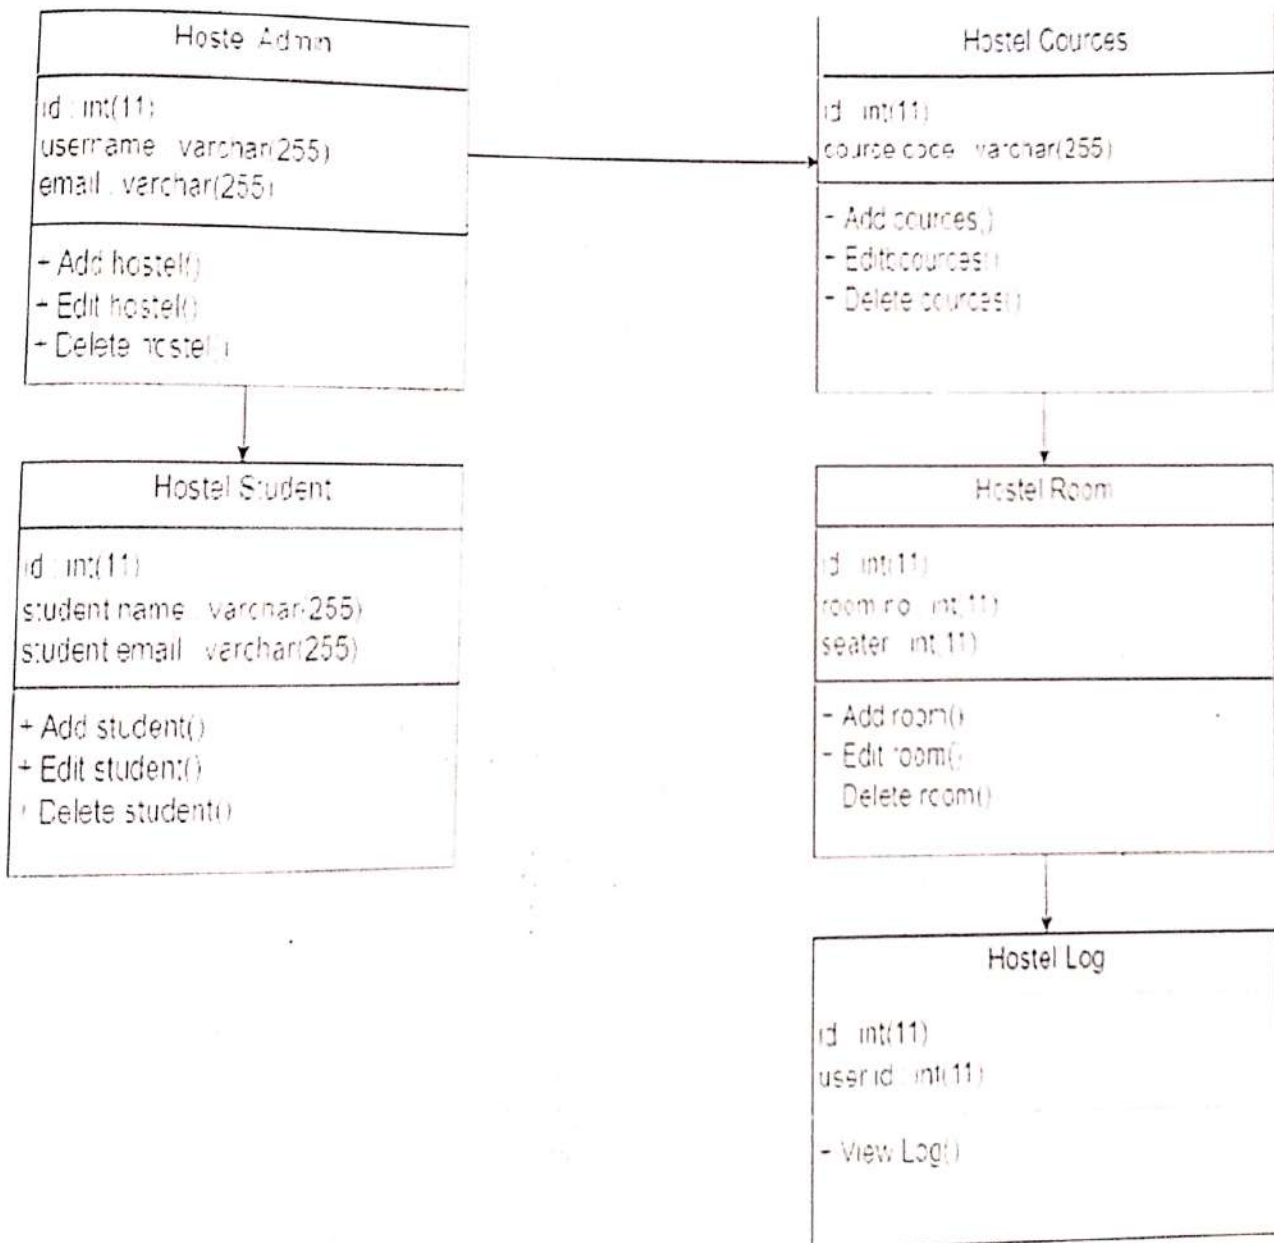 Hostel Admin
id : int(11)
username : varchar(255)
email : varchar(255)
+ Add hostel()
+ Edit hostel()
+ Delete hostel()
Hostel Cources
id : int(11)
cource code : varchar(255)
+ Add cources()
+ Editbcources()
+ Delete cources()
Hostel Student
id : int(11)
student name : varchar(255)
student email : varchar(255)
+ Add student()
+ Edit student()
+ Delete student()
Hostel Room
id : int(11)
room no : int(11)
seater : int(11)
+ Add room()
+ Edit room()
Delete room()
Hostel Log
id : int(11)
user id : int(11)
+ View Log()